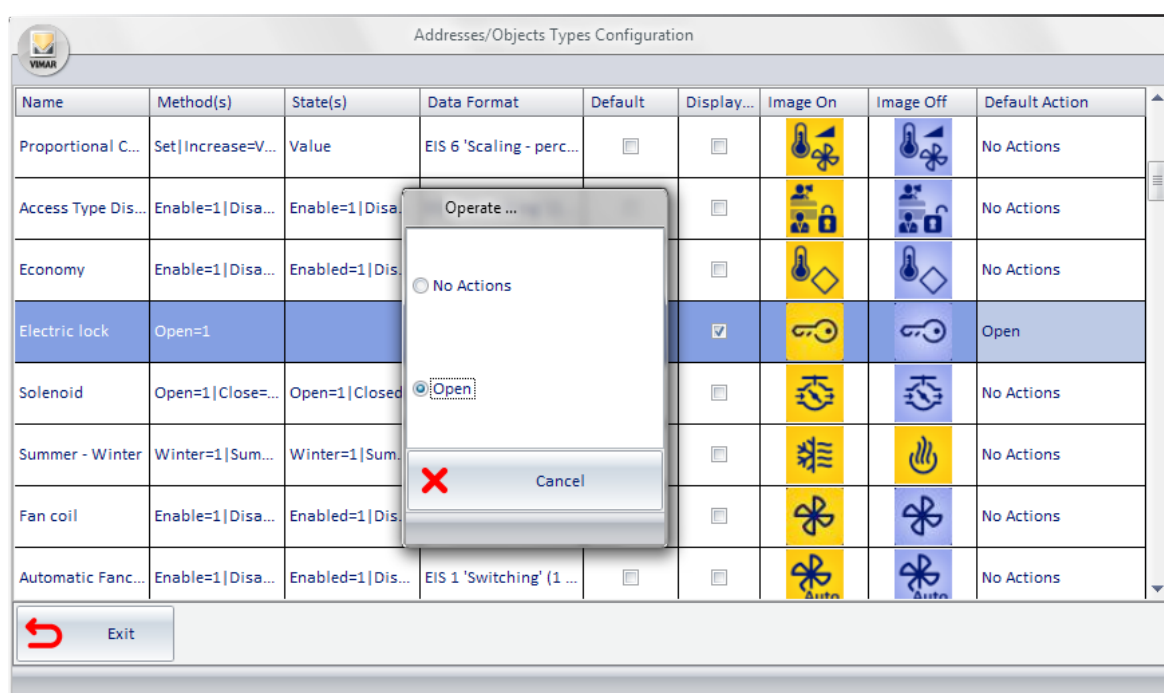 Addresses/Objects Types Configuration
VIMAR
Name Method(s) State(s) Data Format Default Display... Image On Image Off Default Action
Proportional C... Set|Increase=V... Value EIS 6 'Scaling - perc... No Actions
Access Type Dis... Enable=1|Disa... Enable=1|Disa. No Actions
Economy Enable=1|Disa... Enabled=1|Dis. No Actions
Electric lock Open=1 Open
Solenoid Open=1|Close=... Open=1|Closed No Actions
Summer - Winter Winter=1|Sum... Winter=1|Sum. No Actions
Fan coil Enable=1|Disa... Enabled=1|Dis. No Actions
Automatic Fanc... Enable=1|Disa... Enabled=1|Dis... EIS 1 'Switching' (1 ... Auto Auto No Actions
Operate ...
No Actions
Open
Cancel
Exit